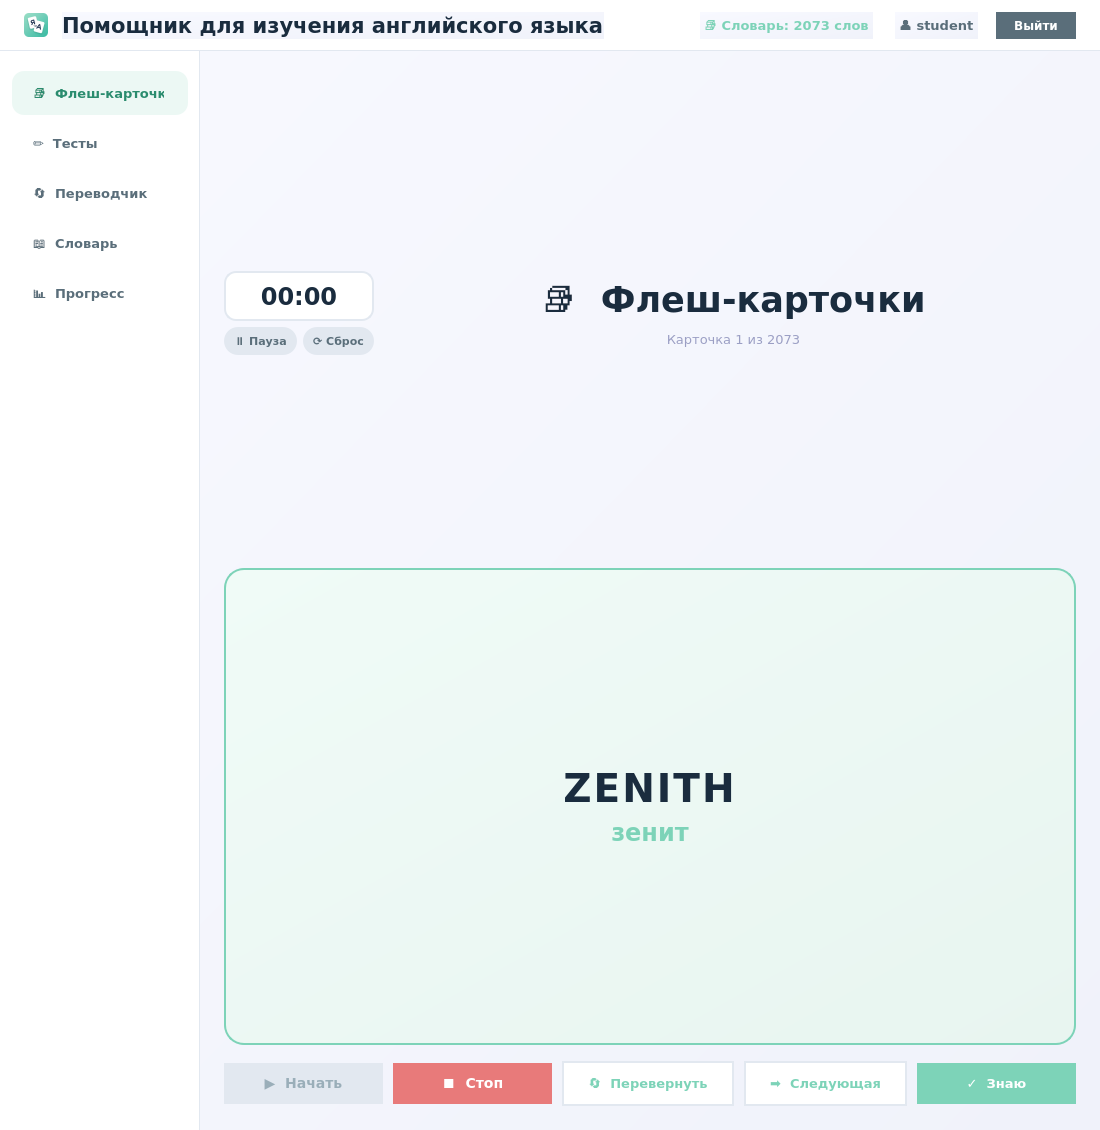 Помощник для изучения английского языка
Словарь: 2073 слов
student
Выйти
Флеш-карточк
Тесты
Переводчик
Словарь
Прогресс
00:00
Пауза
Сброс
Флеш-карточки
Карточка 1 из 2073
ZENITH
зенит
Начать
Стоп
Перевернуть
Следующая
✓ Знаю